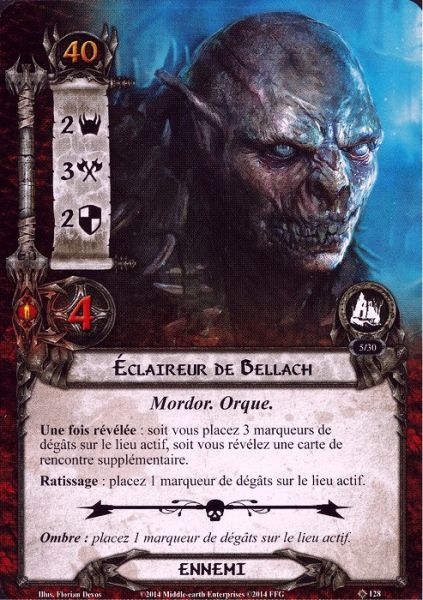 40
2
3
2
4
5/30
Éclaireur de Bellach
Mordor. Orque.
Une fois révélée : soit vous placez 3 marqueurs de
dégâts sur le lieu actif, soit vous révélez une carte de
rencontre supplémentaire.
Ratissage : placez 1 marqueur de dégâts sur le lieu actif.
Ombre : placez 1 marqueur de dégâts sur le lieu actif.
ENNEMI
Illus. Florian Devos
©2014 Middle-earth Enterprises ©2014 FFG
128